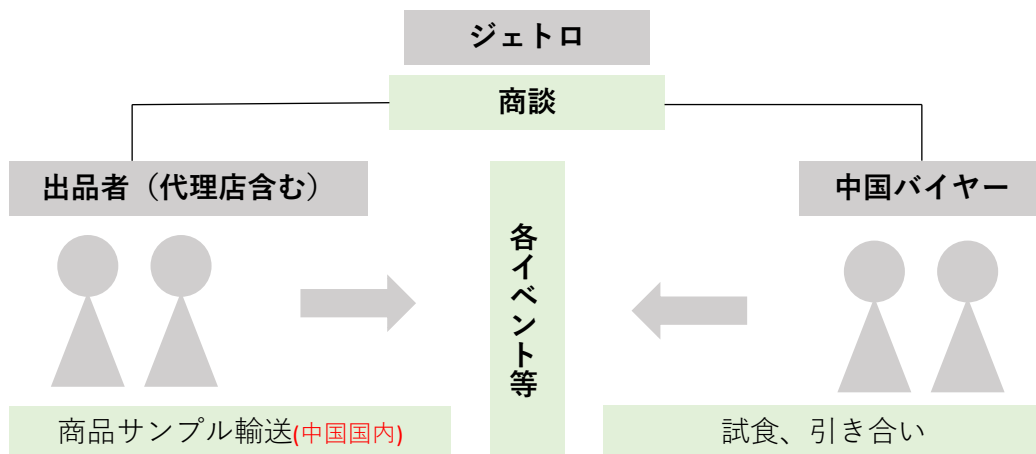 ジェトロ
商談
出品者（代理店含む）
中国バイヤー
各イベント等
商品サンプル輸送(中国国内)
試食、引き合い